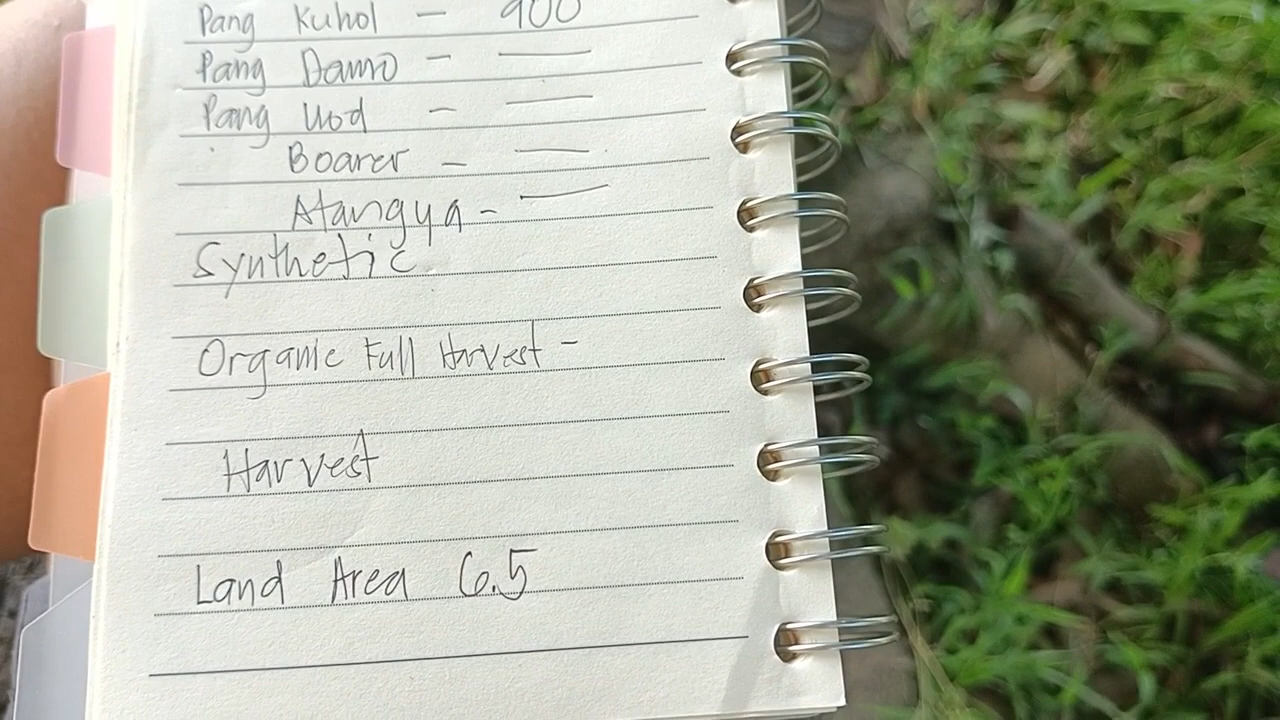 Pang Kuhol - 900
Pang Damo - —
Pang Uod - —
Boarer - —
Atangya - —
Synthetic
Organic Full Harvest -
Harvest
Land Area 6.5